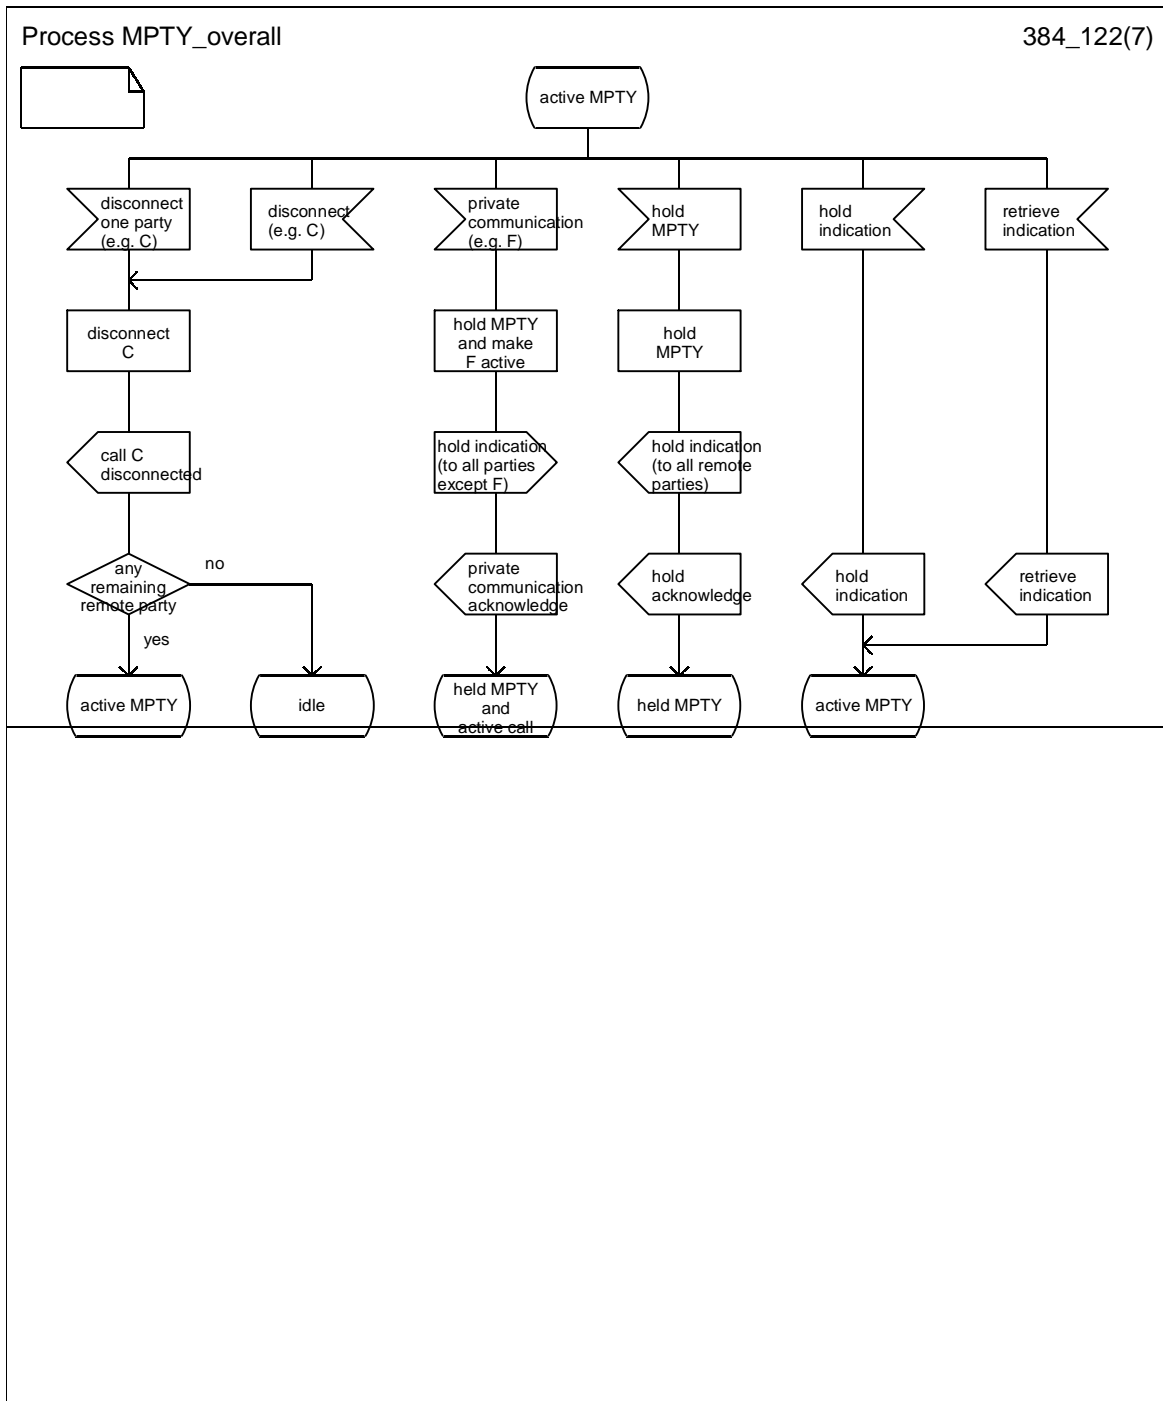 Process MPTY_overall
384_122(7)
active MPTY
disconnect
one party
(e.g. C)
disconnect
(e.g. C)
private
communication
(e.g. F)
hold
MPTY
hold
indication
retrieve
indication
disconnect
C
hold MPTY
and make
F active
hold
MPTY
call C
disconnected
hold indication
(to all parties
except F)
hold indication
(to all remote
parties)
any
remaining
remote party
no
yes
private
communication
acknowledge
hold
acknowledge
hold
indication
retrieve
indication
active MPTY
idle
held MPTY
and
active call
held MPTY
active MPTY